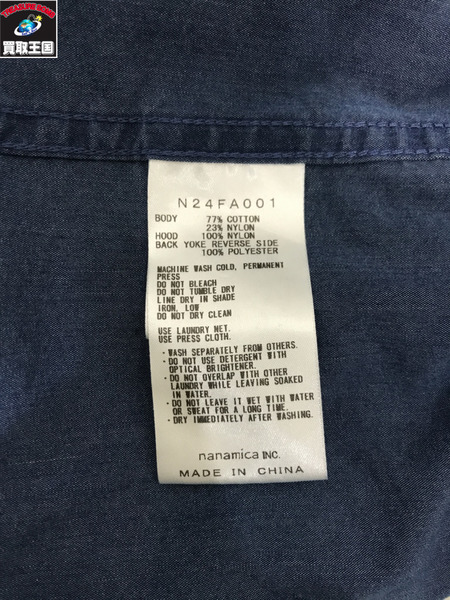 TREASURE KING
買取王国
N24FA001
BODY 77% COTTON
23% NYLON
HOOD 100% NYLON
BACK YOKE REVERSE SIDE
100% POLYESTER
MACHINE WASH COLD, PERMANENT
PRESS
DO NOT BLEACH
DO NOT TUMBLE DRY
LINE DRY IN SHADE
IRON, LOW
DO NOT DRY CLEAN
USE LAUNDRY NET.
USE PRESS CLOTH.
・WASH SEPARATELY FROM OTHERS.
・DO NOT USE DETERGENT WITH
OPTICAL BRIGHTENER.
・DO NOT OVERLAP WITH OTHER
LAUNDRY WHILE LEAVING SOAKED
IN WATER.
・DO NOT LEAVE IT WET WITH WATER
OR SWEAT FOR A LONG TIME.
・DRY IMMEDIATELY AFTER WASHING.
nanamica INC.
MADE IN CHINA